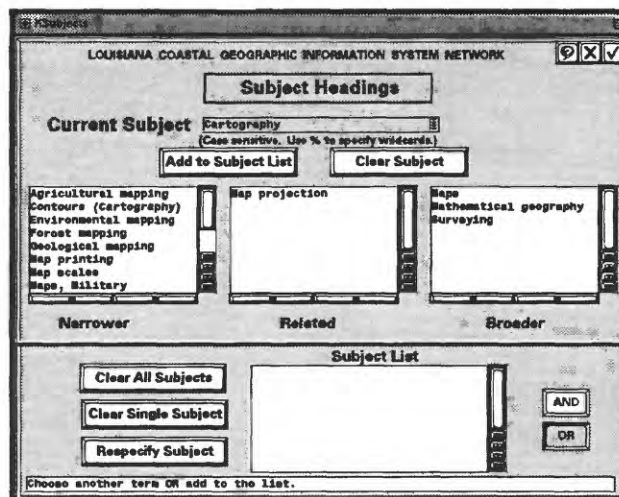 KSubjects
LOUISIANA COASTAL GEOGRAPHIC INFORMATION SYSTEM NETWORK
Subject Headings
Current Subject Cartography
(Case sensitive. Use % to specify wildcards.)
Add to Subject List Clear Subject
Agricultural mapping
Contours (Cartography)
Environmental mapping
Forest mapping
Geological mapping
Map printing
Map scales
Maps, Military
Map projection
Maps
Mathematical geography
Surveying
Narrower Related Broader
Subject List
Clear All Subjects
Clear Single Subject
Respecify Subject
AND
OR
Choose another term OR add to the list.